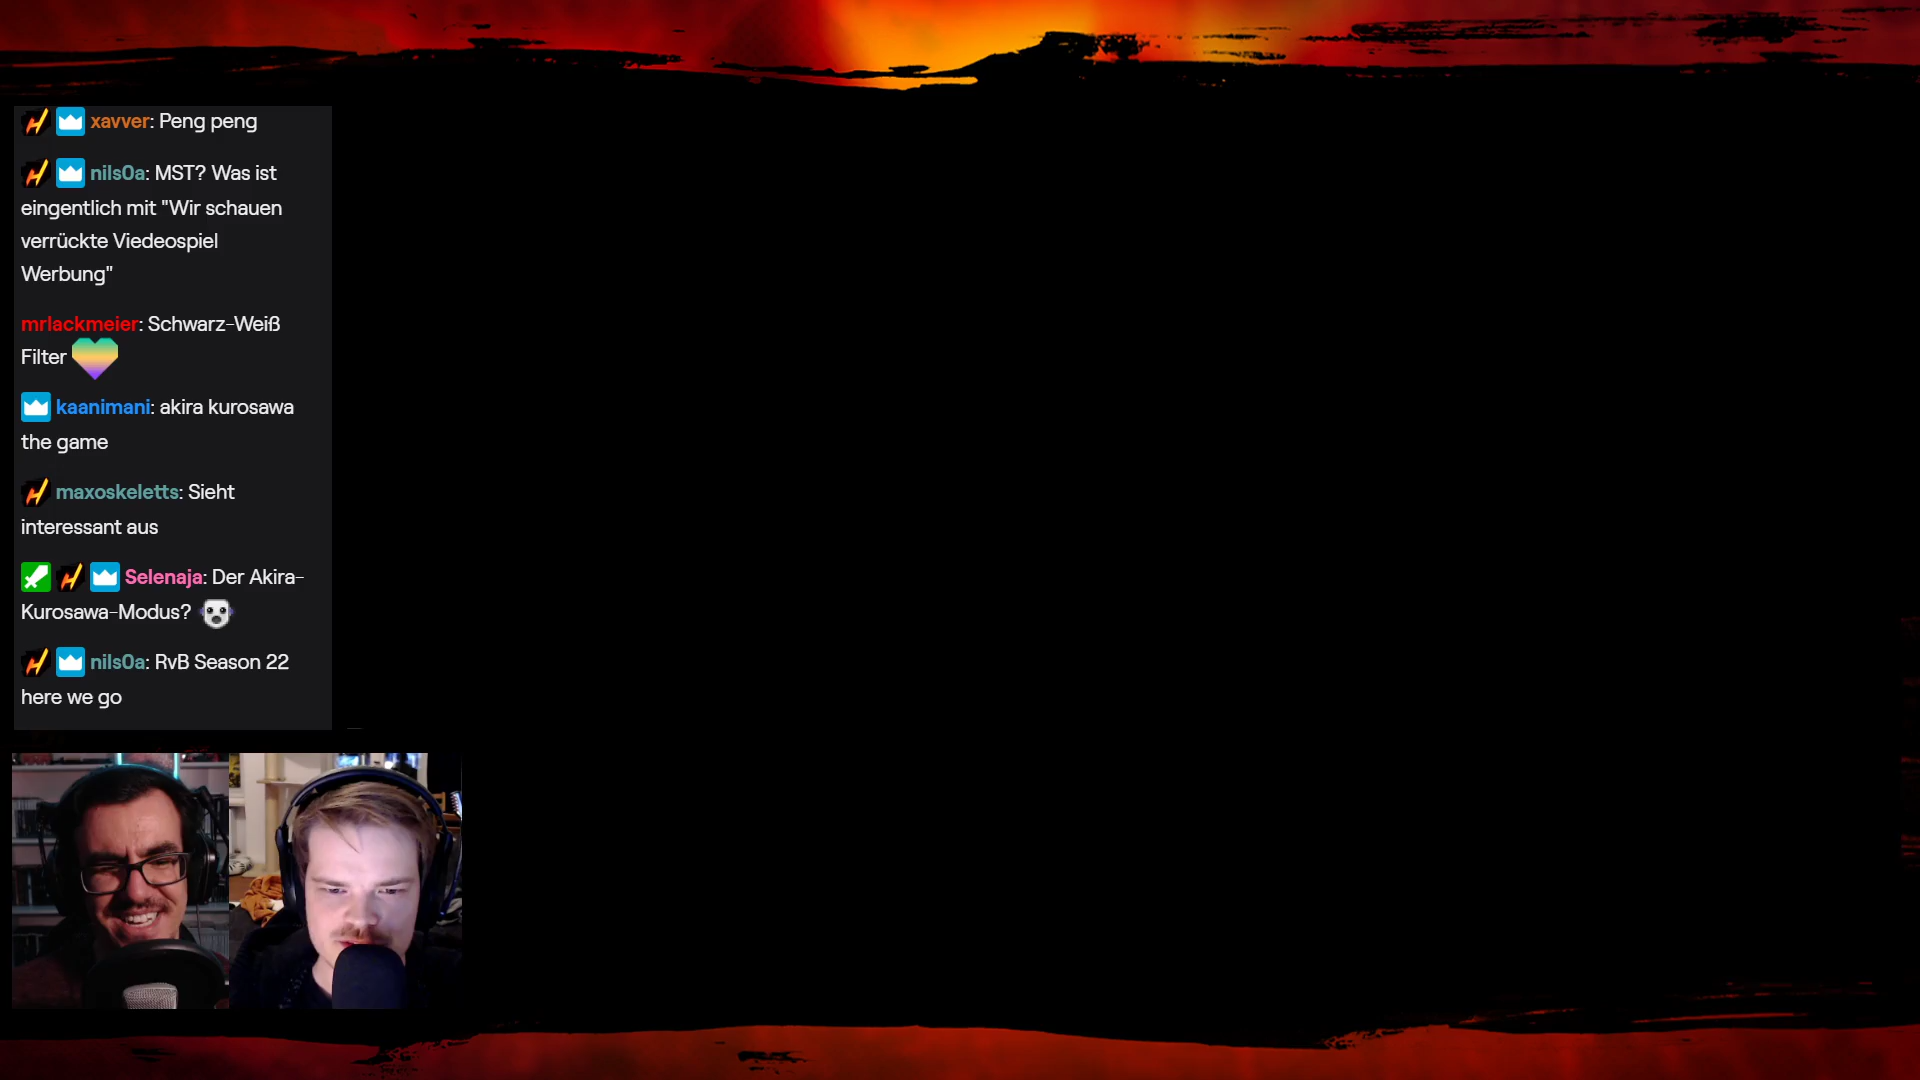 xavver: Peng peng
nils0a: MST? Was ist
eingentlich mit "Wir schauen
verrückte Viedeospiel
Werbung"
mrlackmeier: Schwarz-Weiß
Filter
kaanimani: akira kurosawa
the game
maxoskeletts: Sieht
interessant aus
Selenaja: Der Akira-
Kurosawa-Modus?
nils0a: RvB Season 22
here we go